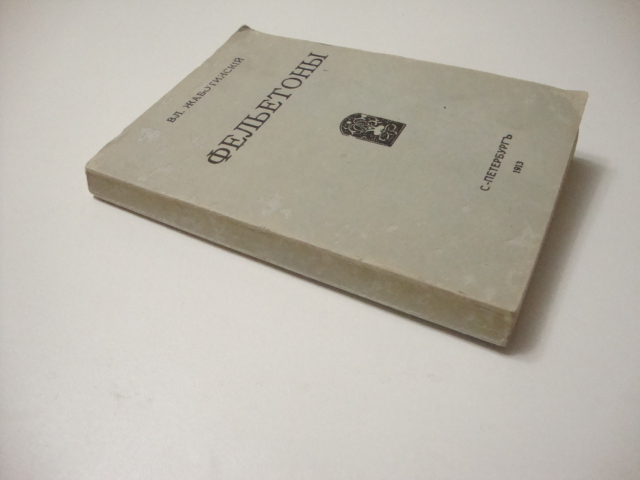 ВЛ. ЖАБОТИНСКІЙ
ФЕЛЬЕТОНЫ
С.-ПЕТЕРБУРГЪ
1913